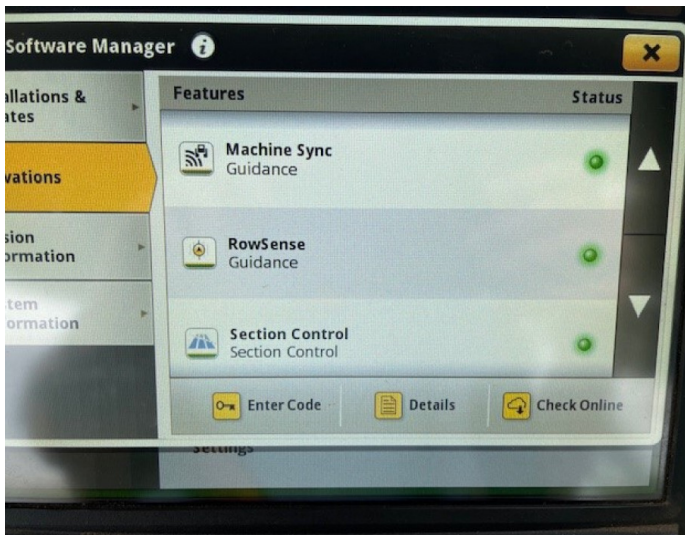 Software Manager i
allations &
ates
vations
sion
ormation
tem
ormation
Features Status
Machine Sync
Guidance
RowSense
Guidance
Section Control
Section Control
Enter Code Details Check Online
Settings